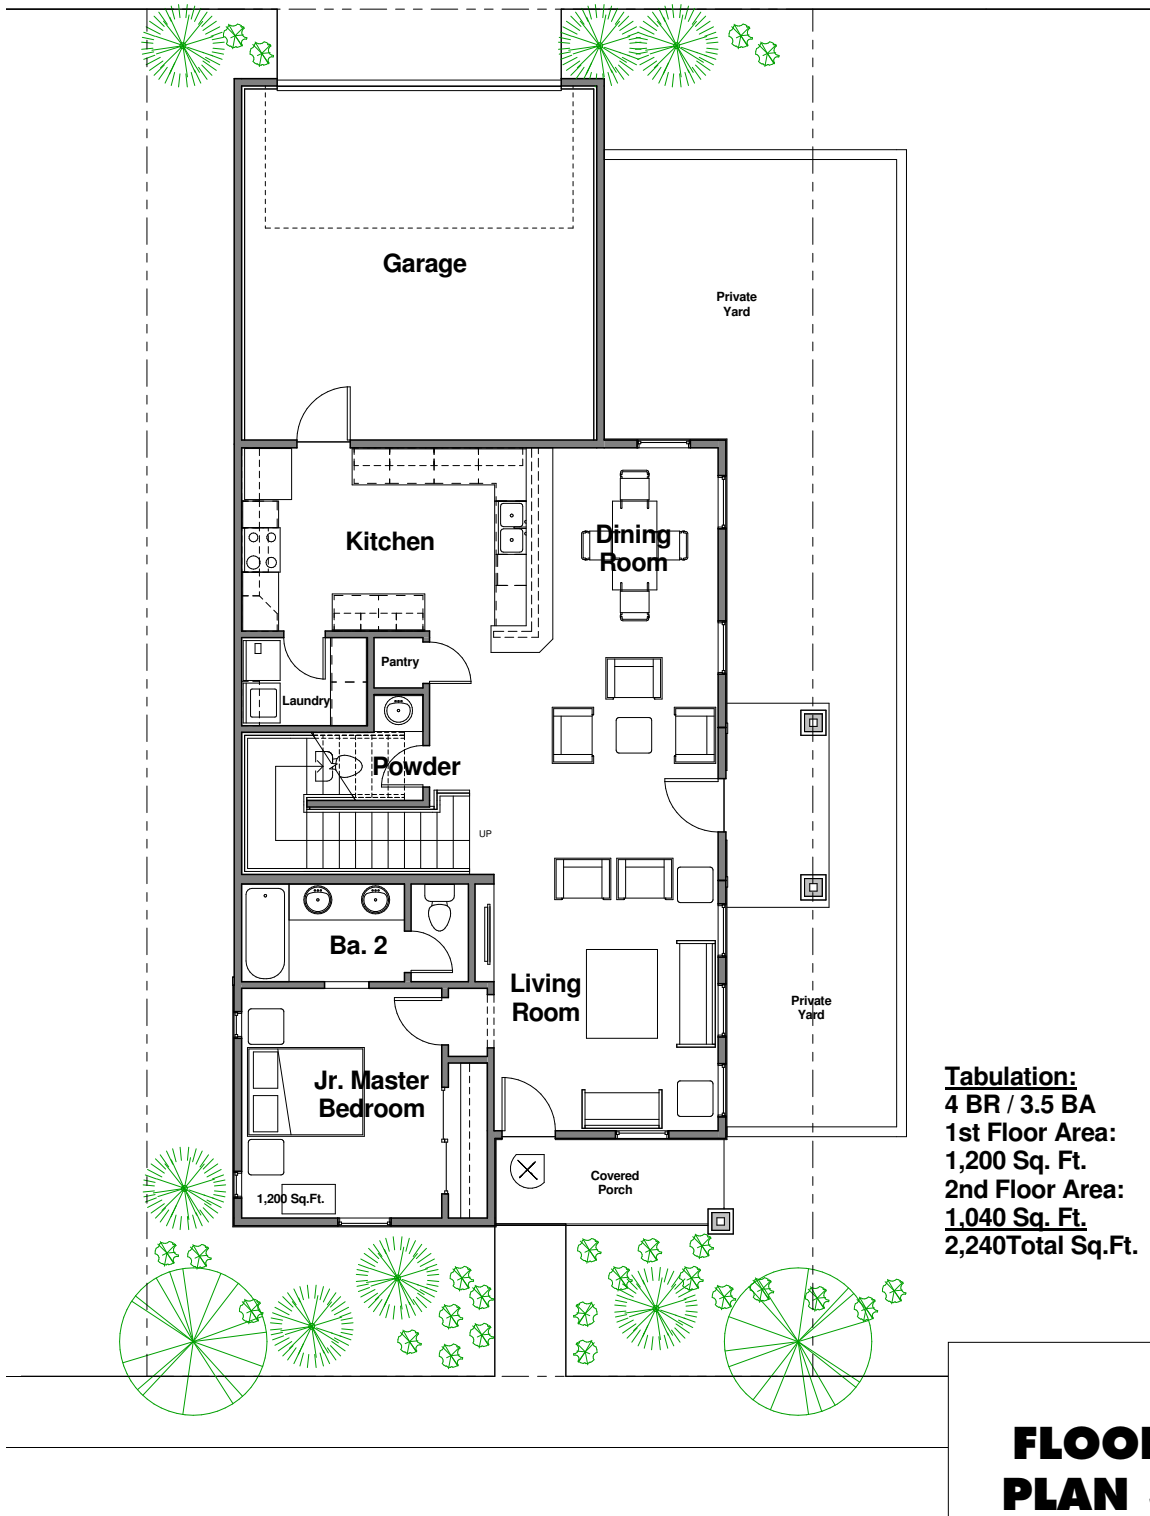 Garage
Private
Yard
Kitchen
Dining
Room
Pantry
Laundry
Powder
UP
Ba. 2
Living
Room
Private
Yard
Jr. Master
Bedroom
1,200 Sq.Ft.
Covered
Porch
Tabulation:
4 BR / 3.5 BA
1st Floor Area:
1,200 Sq. Ft.
2nd Floor Area:
1,040 Sq. Ft.
2,240Total Sq.Ft.
FLOOR
PLAN